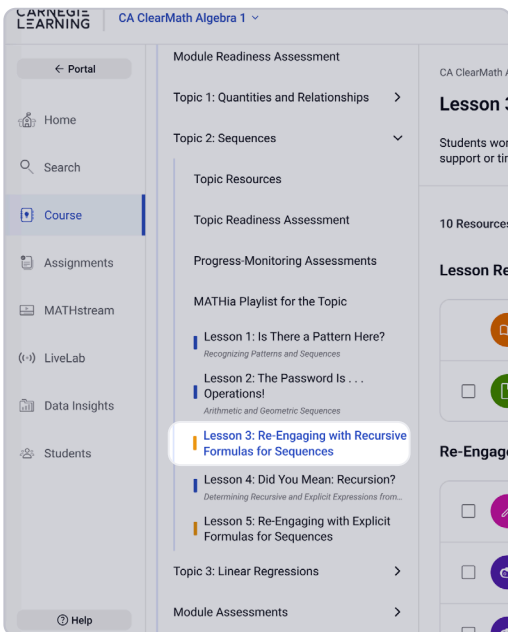 CARNEGIE
LEARNING
CA ClearMath Algebra 1
← Portal
Home
Search
Course
Assignments
MATHstream
LiveLab
Data Insights
Students
? Help
Module Readiness Assessment
Topic 1: Quantities and Relationships
Topic 2: Sequences
Topic Resources
Topic Readiness Assessment
Progress-Monitoring Assessments
MATHia Playlist for the Topic
Lesson 1: Is There a Pattern Here?
Recognizing Patterns and Sequences
Lesson 2: The Password Is . . .
Operations!
Arithmetic and Geometric Sequences
Lesson 3: Re-Engaging with Recursive
Formulas for Sequences
Lesson 4: Did You Mean: Recursion?
Determining Recursive and Explicit Expressions from...
Lesson 5: Re-Engaging with Explicit
Formulas for Sequences
Topic 3: Linear Regressions
Module Assessments
CA ClearMath
Lesson 3
Students
support or
10 Resources
Lesson